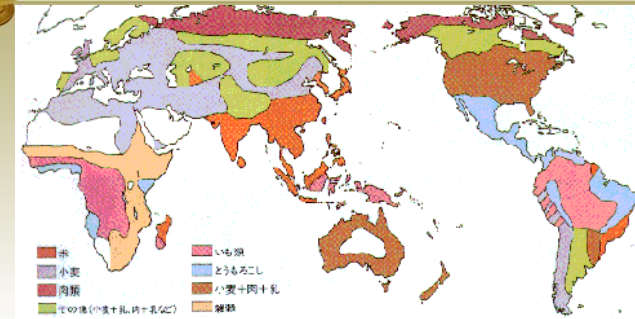 米
小麦
肉類
その他(小麦+乳、肉+乳など)
いも類
とうもろこし
小麦+肉+乳
雑穀